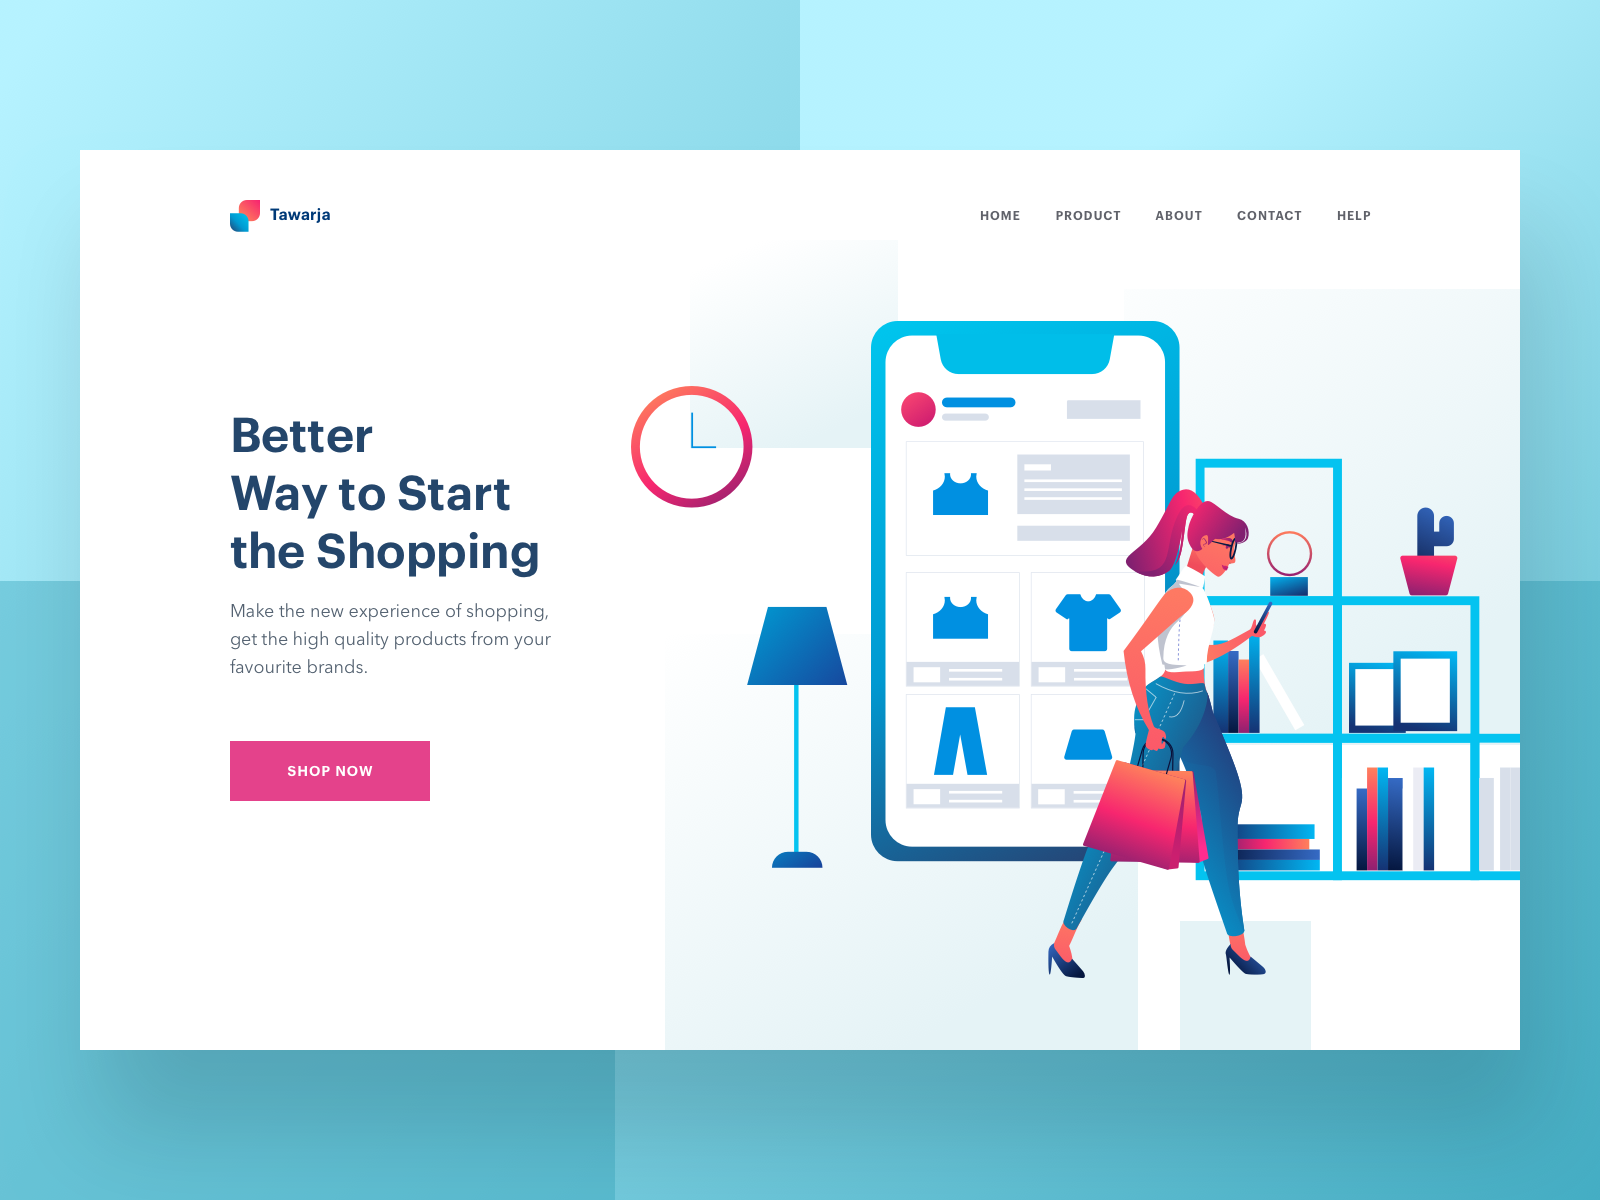 Tawarja
HOME PRODUCT ABOUT CONTACT HELP
Better
Way to Start
the Shopping
Make the new experience of shopping,
get the high quality products from your
favourite brands.
SHOP NOW